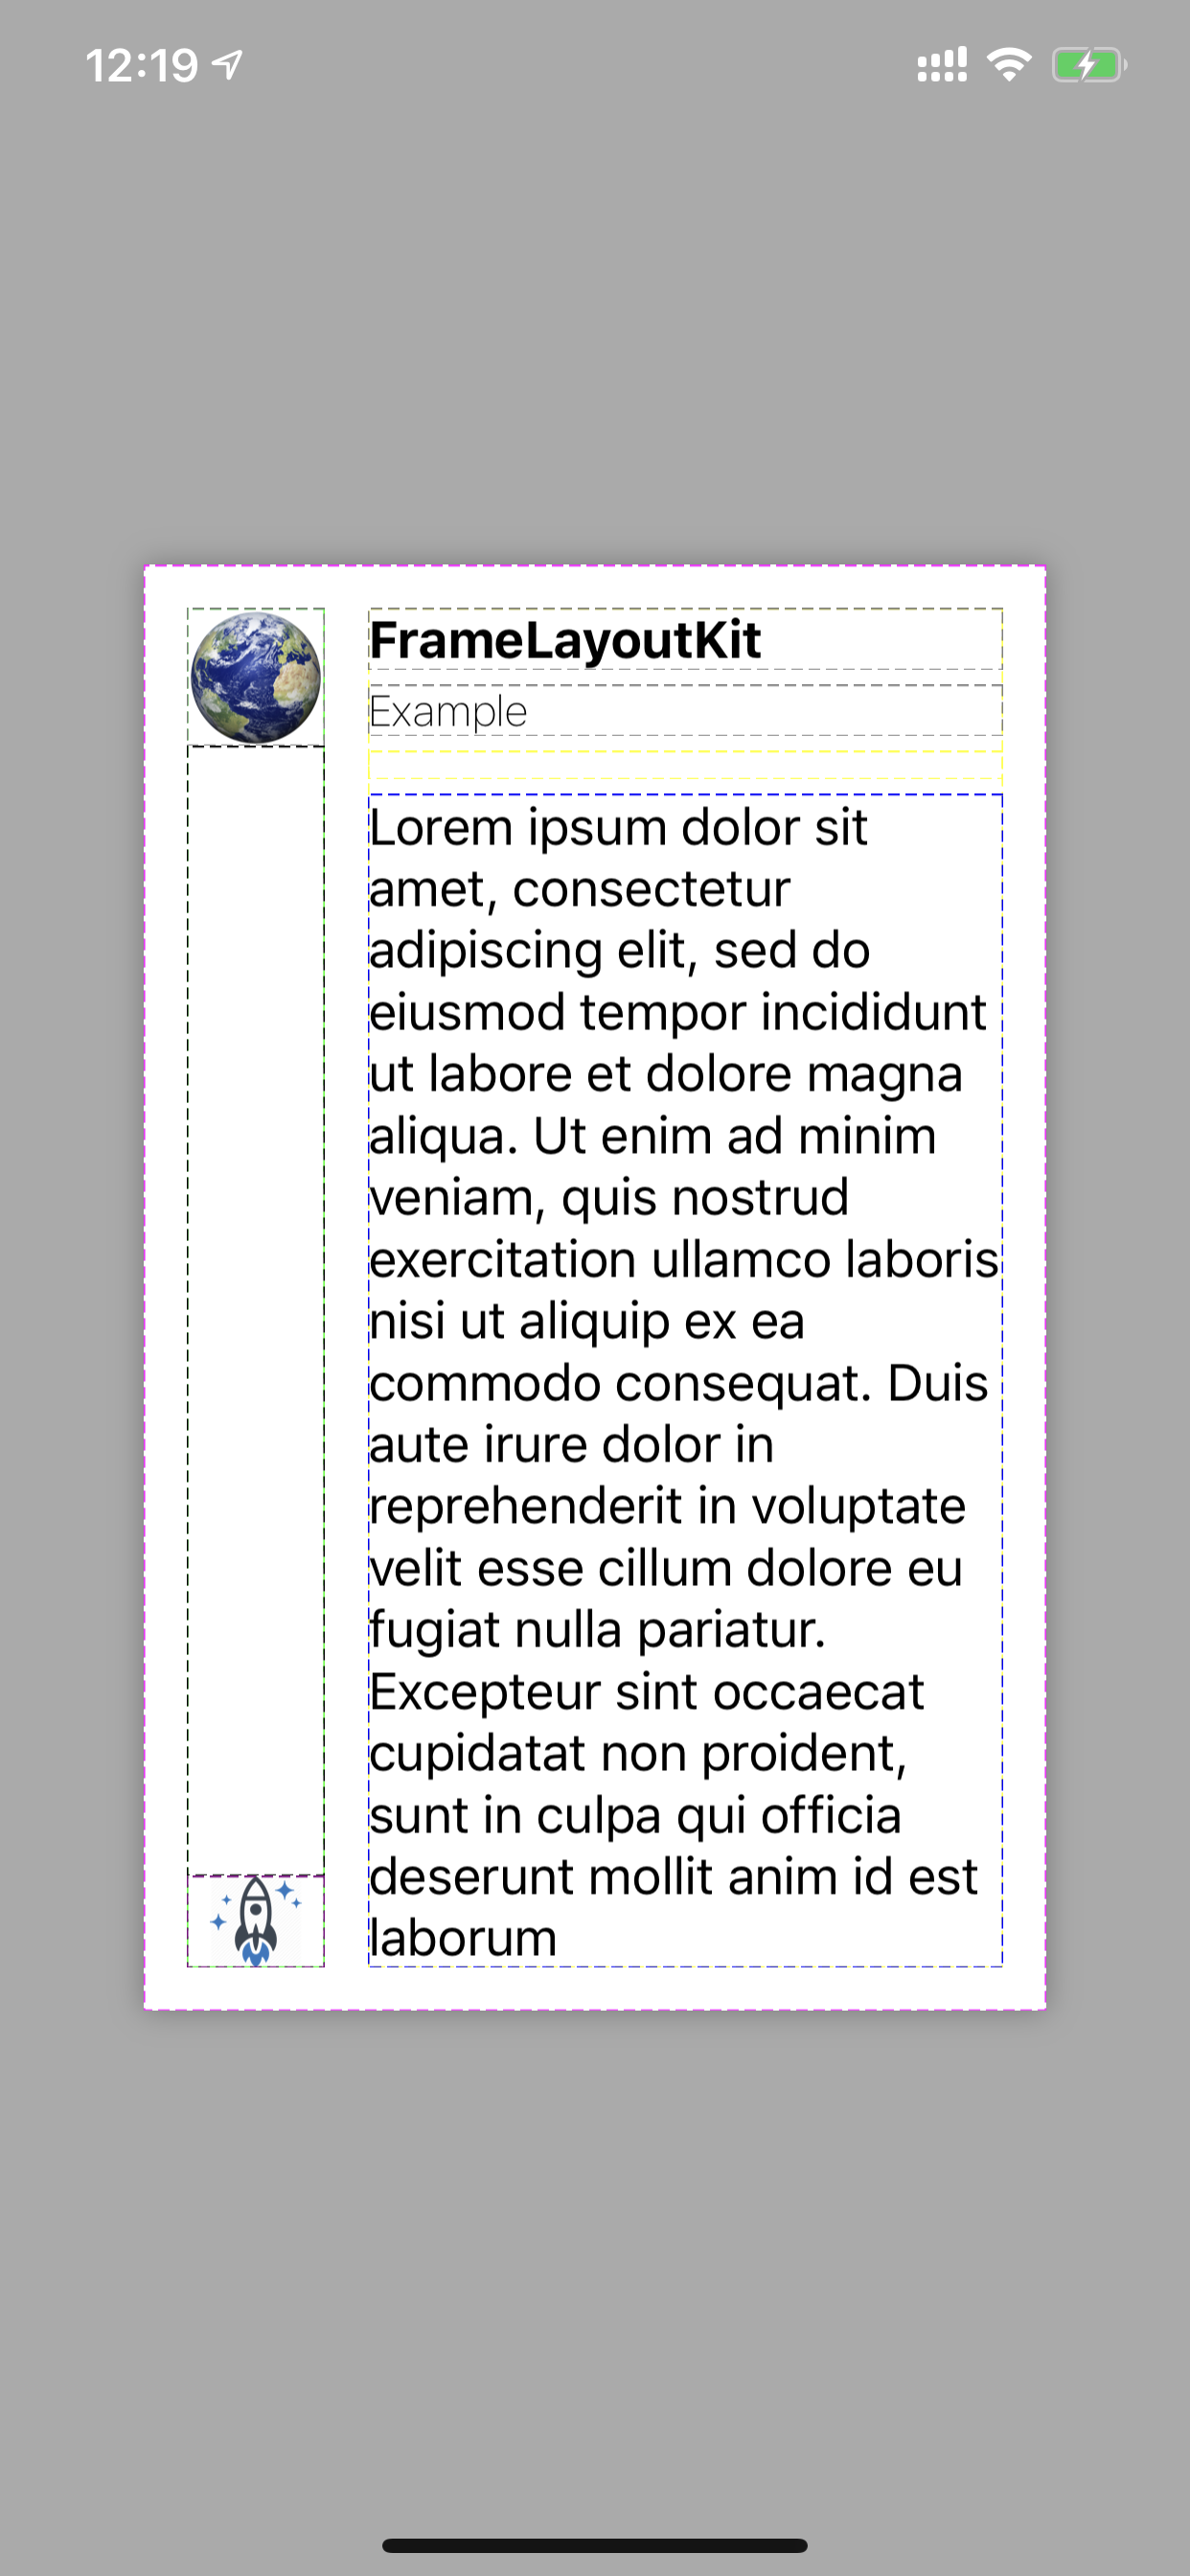 12:19
FrameLayoutKit
Example
Lorem ipsum dolor sit
amet, consectetur
adipiscing elit, sed do
eiusmod tempor incididunt
ut labore et dolore magna
aliqua. Ut enim ad minim
veniam, quis nostrud
exercitation ullamco laboris
nisi ut aliquip ex ea
commodo consequat. Duis
aute irure dolor in
reprehenderit in voluptate
velit esse cillum dolore eu
fugiat nulla pariatur.
Excepteur sint occaecat
cupidatat non proident,
sunt in culpa qui officia
deserunt mollit anim id est
laborum